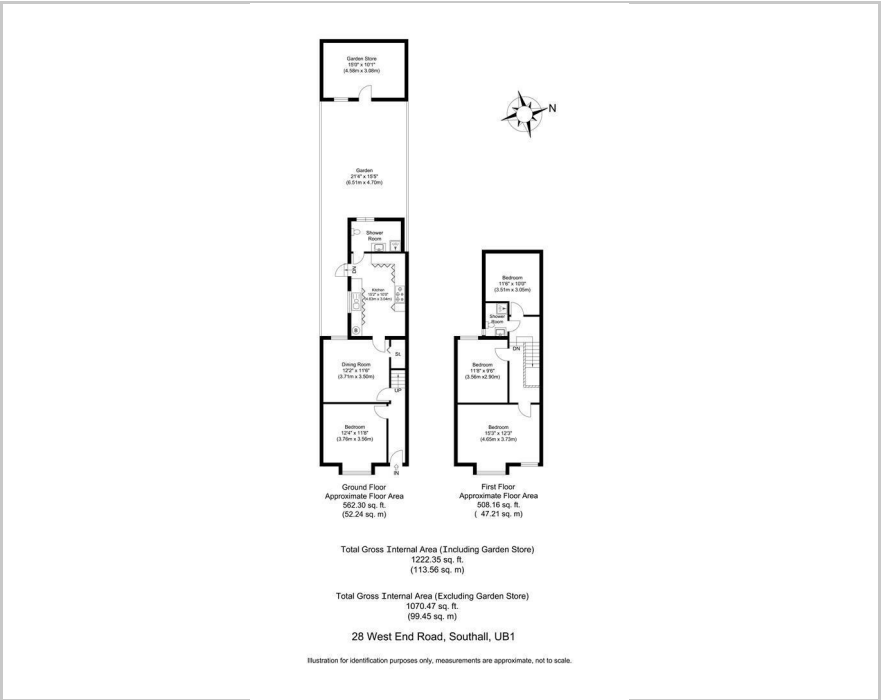 Garden Store
15'0" x 10'1"
(4.58m x 3.08m)
N
Garden
21'4" x 15'5"
(6.51m x 4.70m)
Shower
Room
DN
Kitchen
Dining Room
12'2" x 11'6"
(3.71m x 3.50m)
St.
UP
Bedroom
12'4" x 11'8"
(3.76m x 3.56m)
IN
Bedroom
11'6" x 10'0"
(3.51m x 3.05m)
Shower
Room
DN
Bedroom
11'8" x 9'6"
(3.56m x2.90m)
Bedroom
15'3" x 12'3"
(4.65m x 3.73m)
Ground Floor
Approximate Floor Area
562.30 sq. ft.
(52.24 sq. m)
First Floor
Approximate Floor Area
508.16 sq. ft.
( 47.21 sq. m)
Total Gross Internal Area (Including Garden Store)
1222.35 sq. ft.
(113.56 sq. m)
Total Gross Internal Area (Excluding Garden Store)
1070.47 sq. ft.
(99.45 sq. m)
28 West End Road, Southall, UB1
Illustration for identification purposes only, measurements are approximate, not to scale.